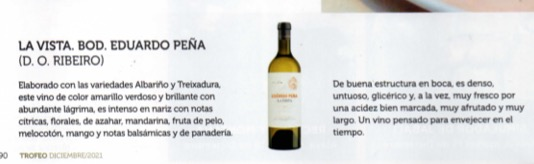 LA VISTA. BOD. EDUARDO PEÑA
(D. O. RIBEIRO)
Elaborado con las variedades Albariño y Treixadura,
este vino de color amarillo verdoso y brillante con
abundante lágrima, es intenso en nariz con notas
cítricas, florales, de azahar, mandarina, fruta de pelo,
melocotón, mango y notas balsámicas y de panadería.
De buena estructura en boca, es denso,
untuoso, glicérico y, a la vez, muy fresco por
una acidez bien marcada, muy afrutado y muy
largo. Un vino pensado para envejecer en el
tiempo.
EDUARDO PEÑA
90 TROFEO DICIEMBRE/2021